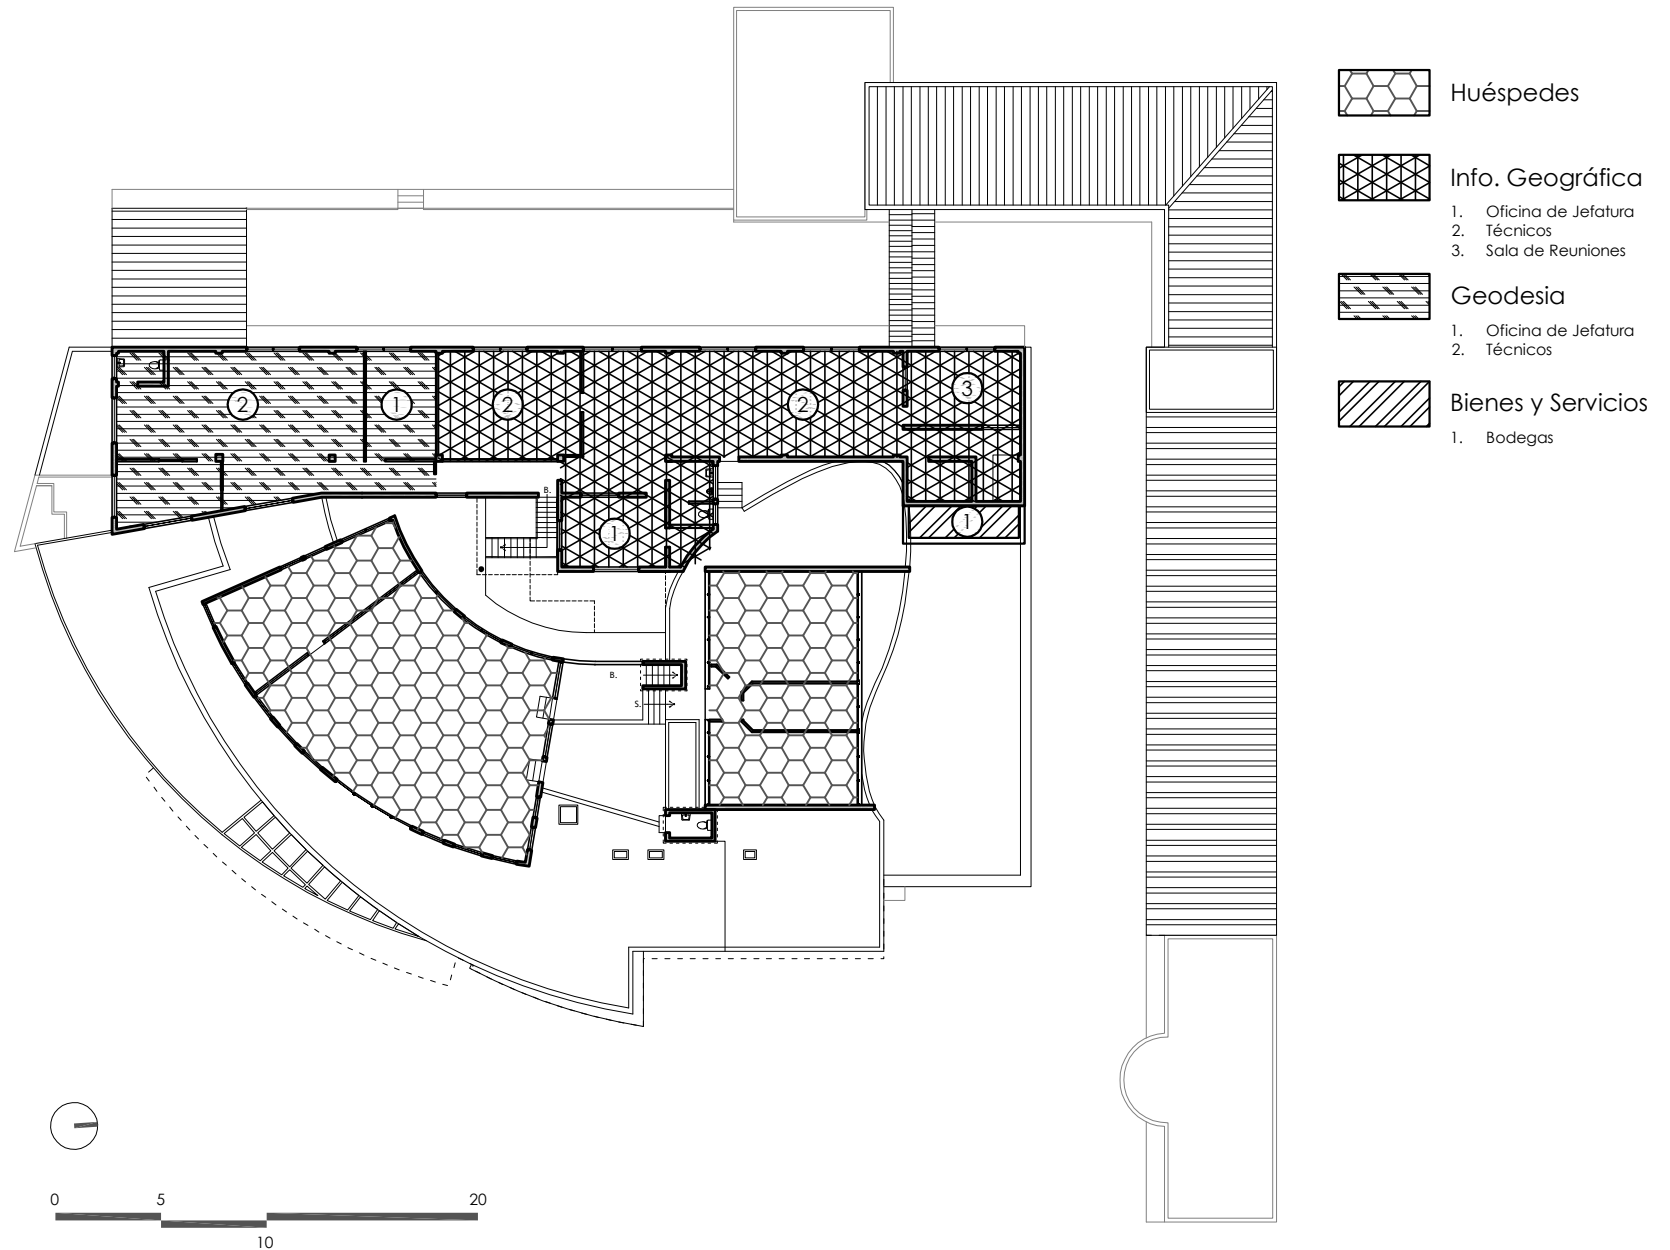 Huéspedes
Info. Geográfica
1. Oficina de Jefatura
2. Técnicos
3. Sala de Reuniones
Geodesia
1. Oficina de Jefatura
2. Técnicos
Bienes y Servicios
1. Bodegas
3
2
1
2
2
B.
1
1
B.
S.
0 5 20
10